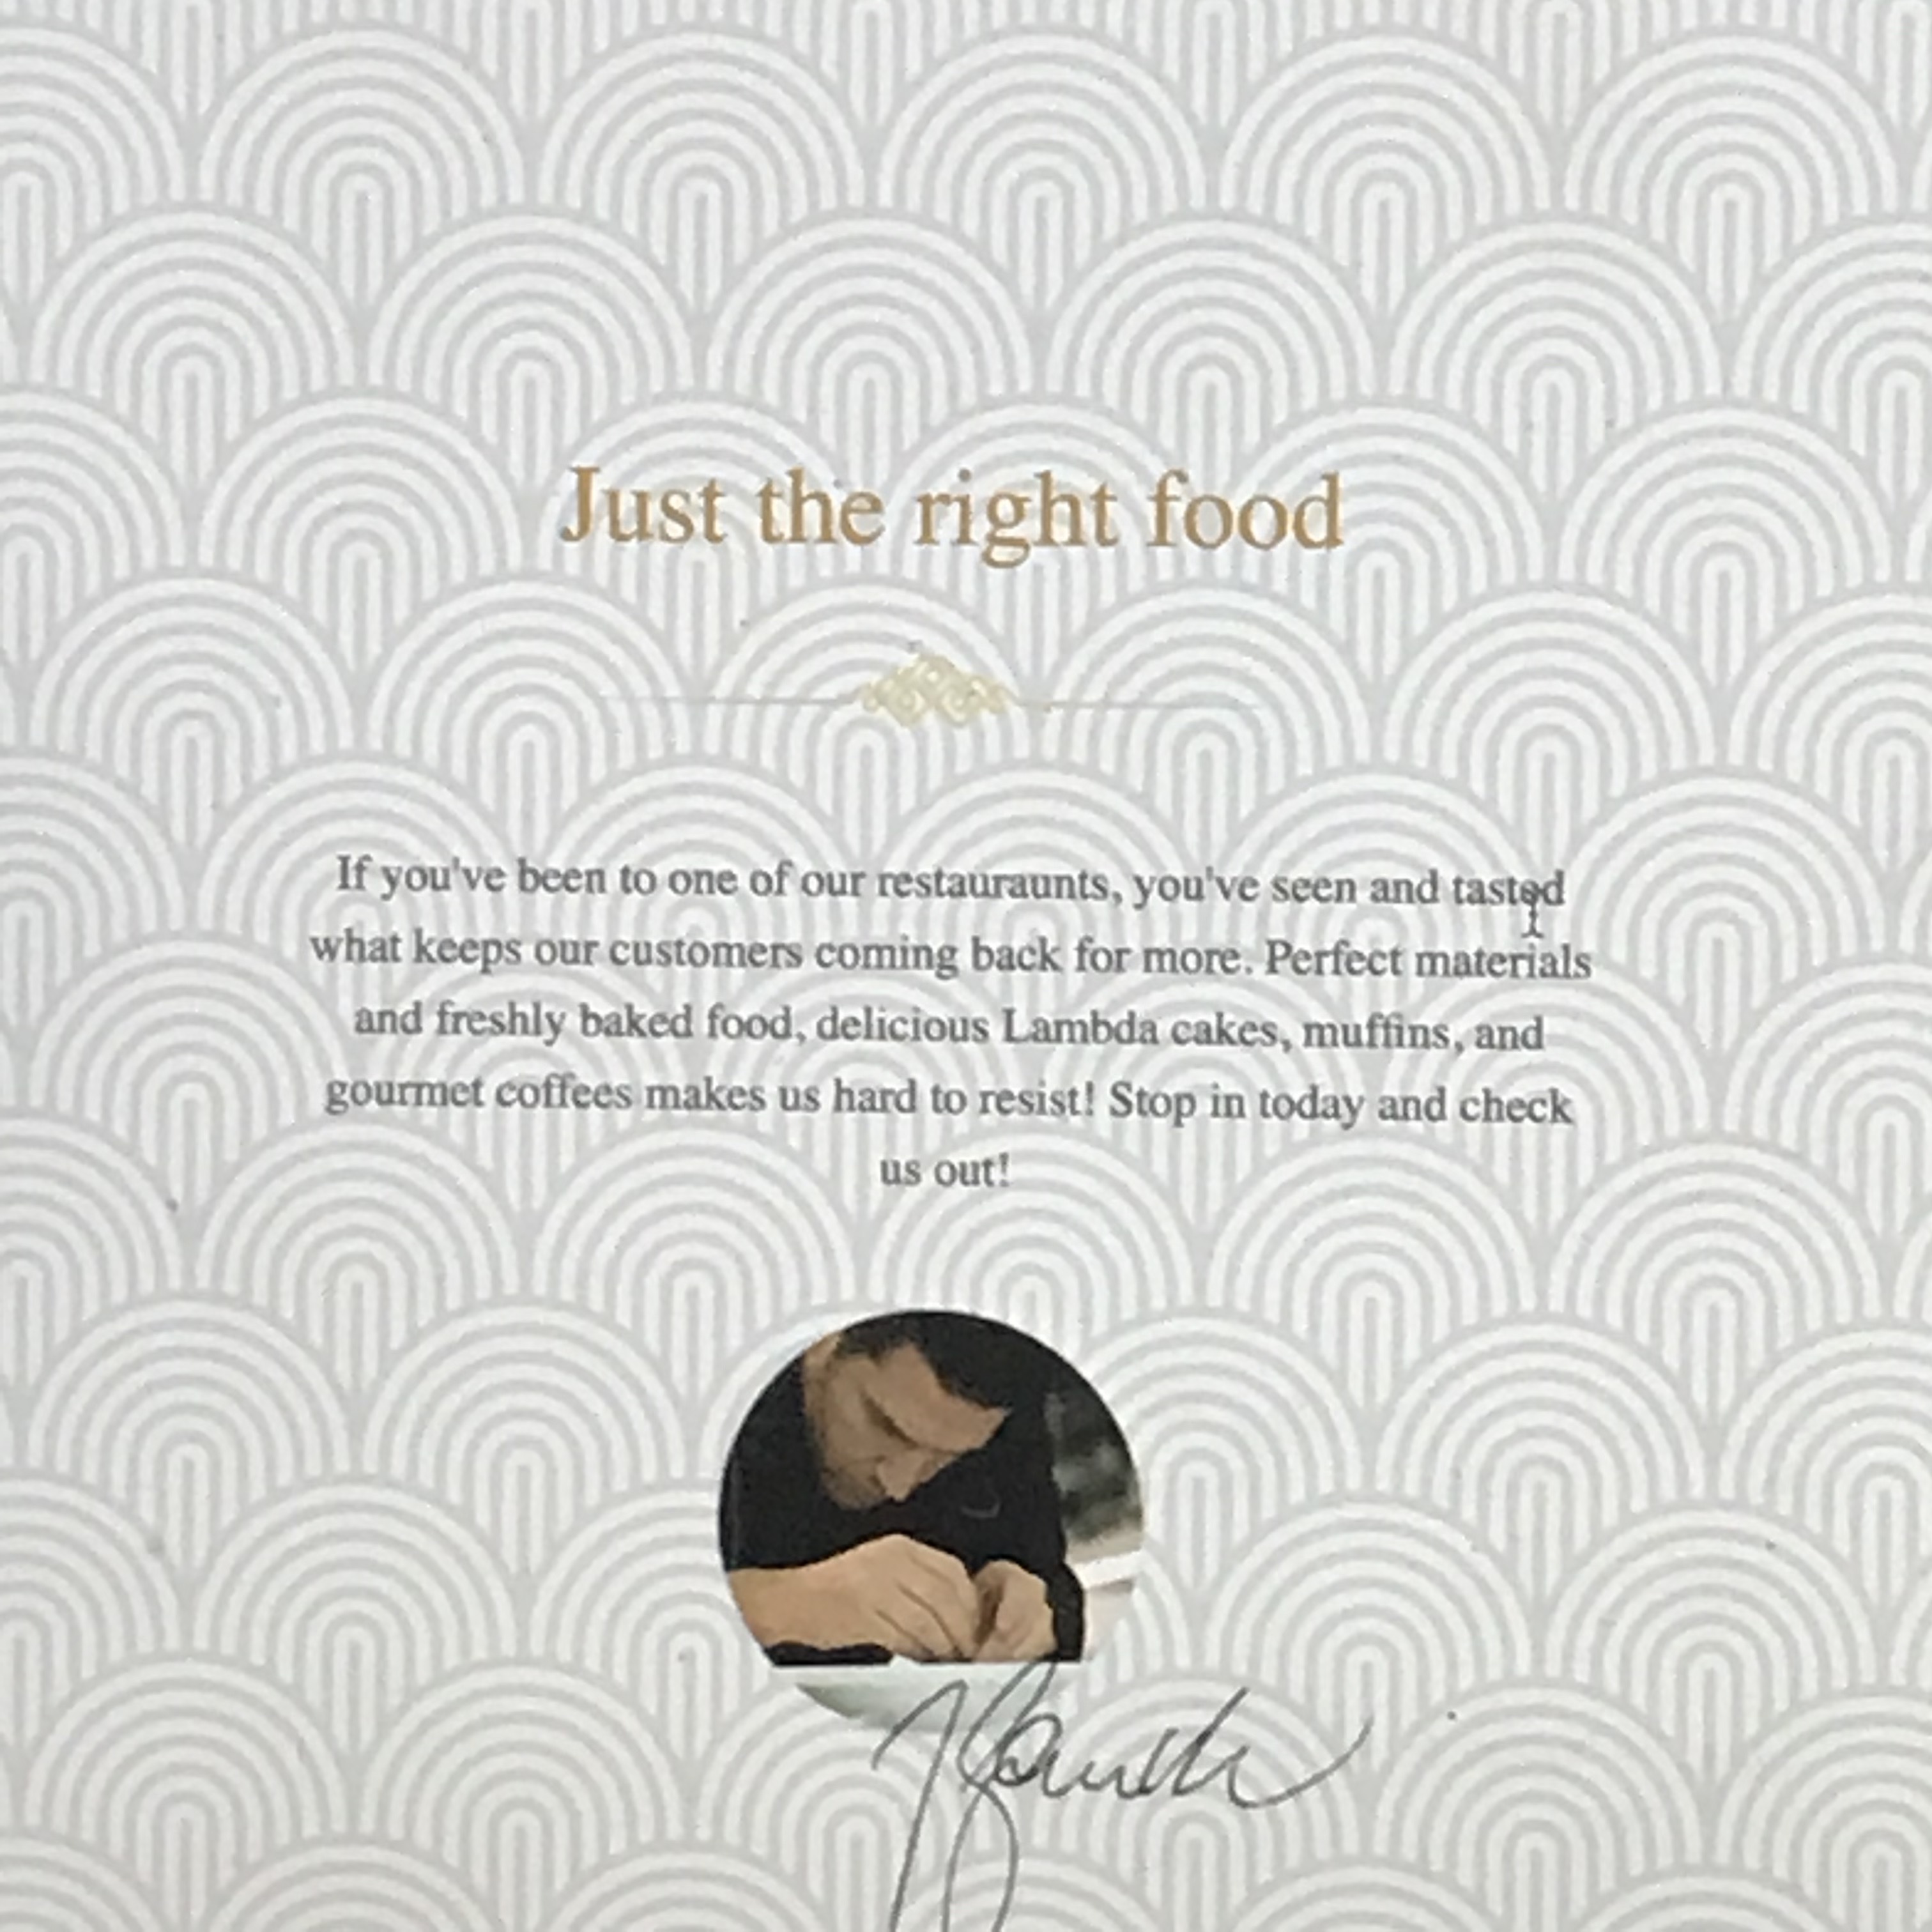 Just the right food
If you've been to one of our restauraunts, you've seen and tasted
what keeps our customers coming back for more. Perfect materials
and freshly baked food, delicious Lambda cakes, muffins, and
gourmet coffees makes us hard to resist! Stop in today and check
us out!